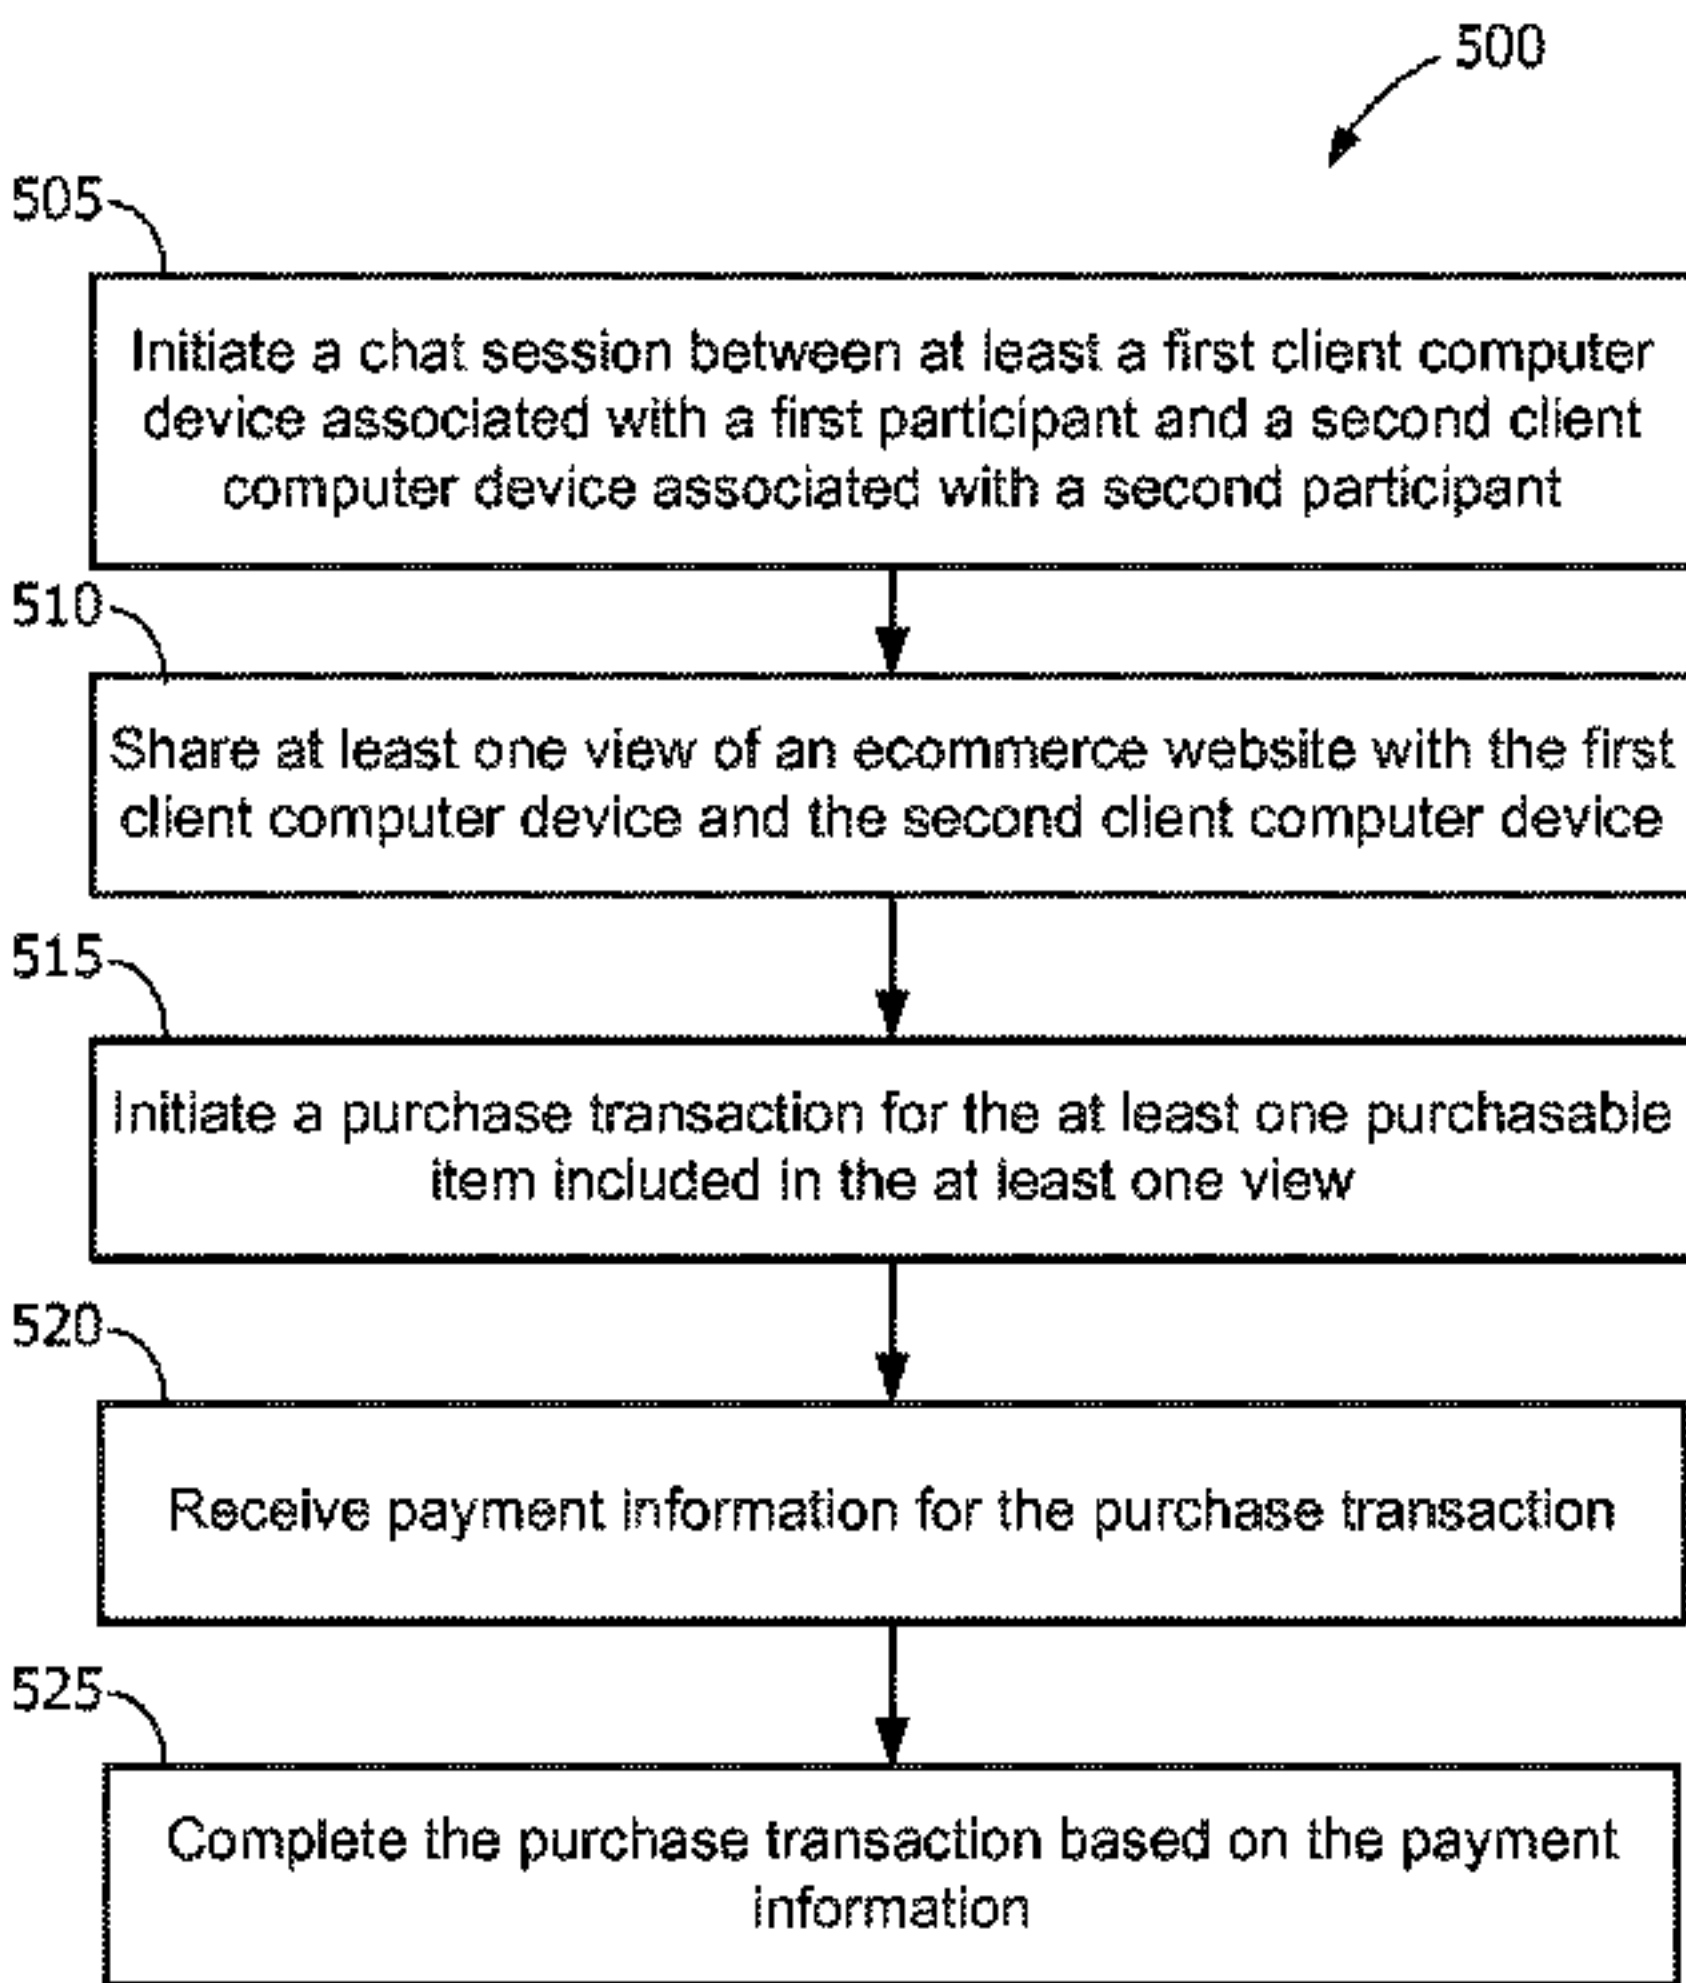 500
505
Initiate a chat session between at least a first client computer
device associated with a first participant and a second client
computer device associated with a second participant
510
Share at least one view of an ecommerce website with the first
client computer device and the second client computer device
515
Initiate a purchase transaction for the at least one purchasable
item included in the at least one view
520
Receive payment information for the purchase transaction
525
Complete the purchase transaction based on the payment
information